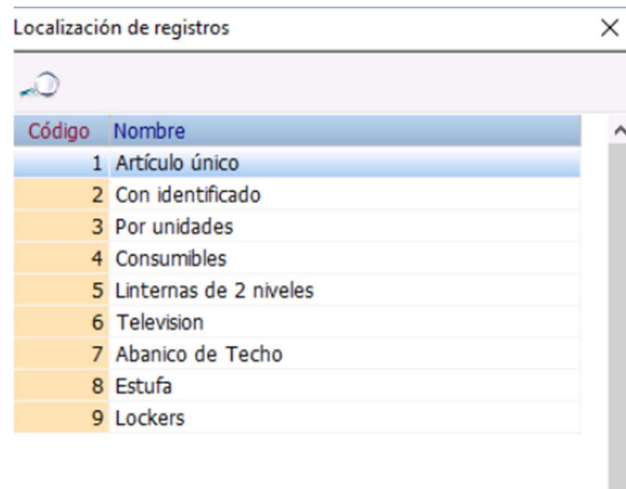 Localización de registros
Código Nombre
1 Artículo único
2 Con identificado
3 Por unidades
4 Consumibles
5 Linternas de 2 niveles
6 Television
7 Abanico de Techo
8 Estufa
9 Lockers